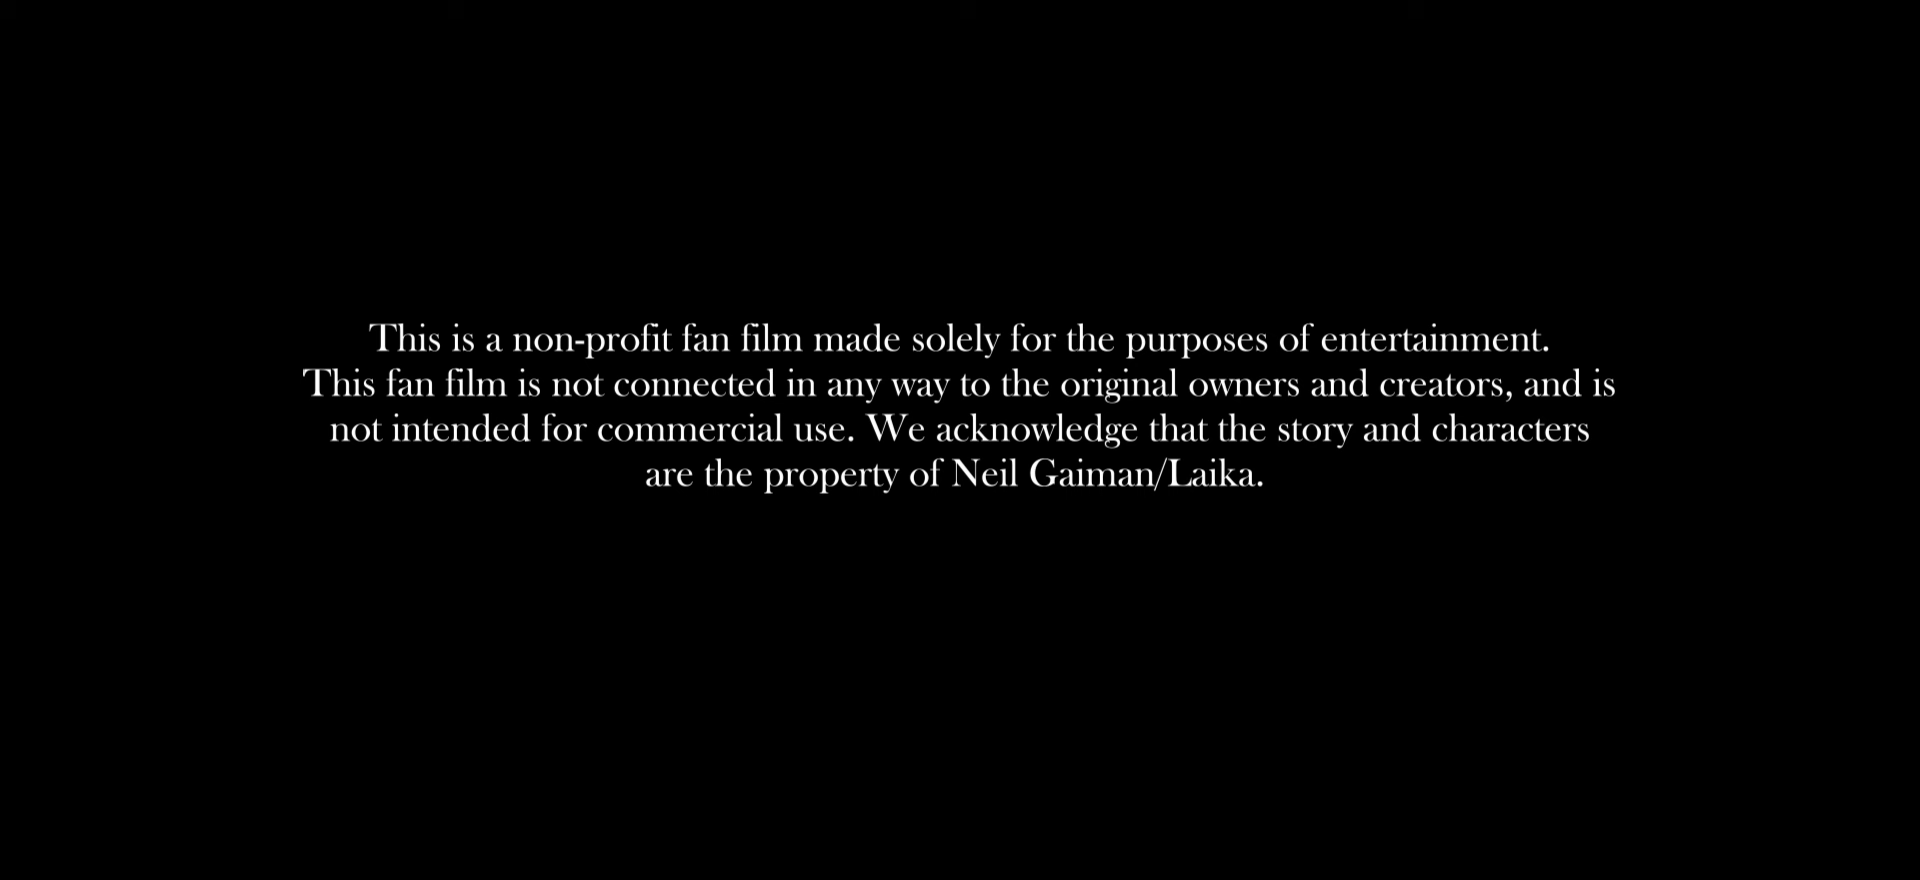 This is a non-profit fan film made solely for the purposes of entertainment.
This fan film is not connected in any way to the original owners and creators, and is
not intended for commercial use. We acknowledge that the story and characters
are the property of Neil Gaiman/Laika.